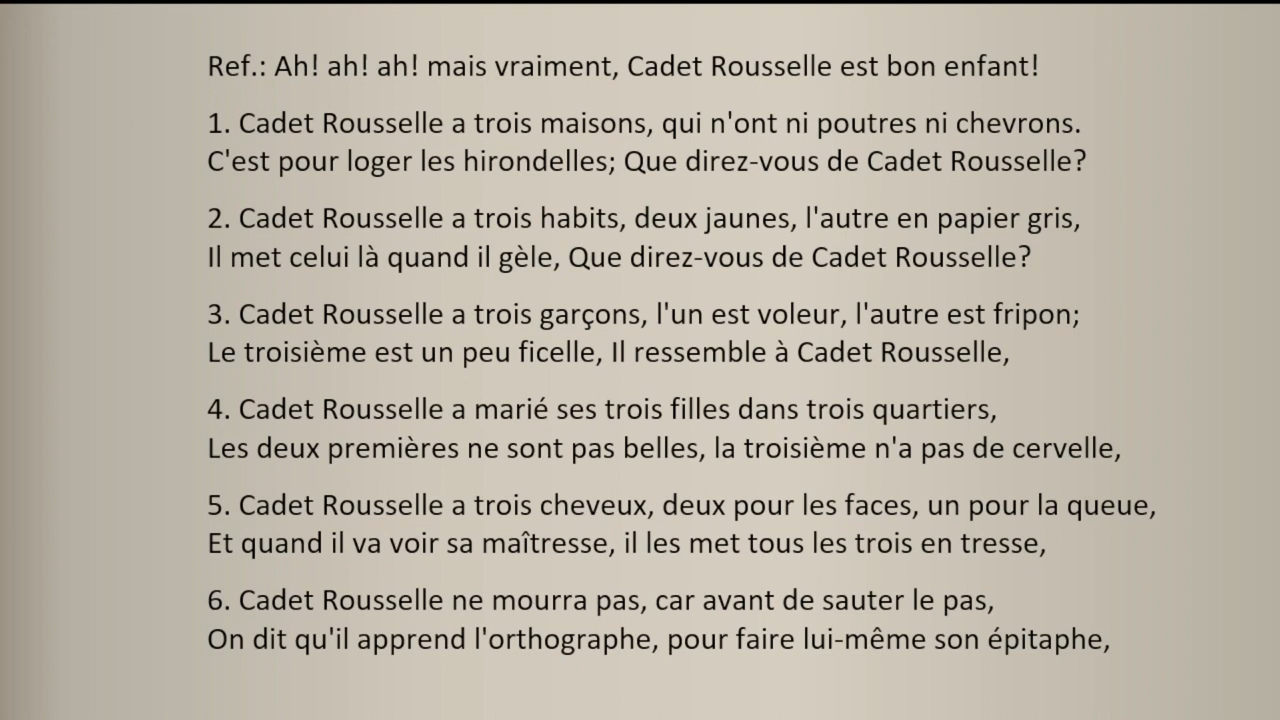 Ref.: Ah! ah! ah! mais vraiment, Cadet Rousselle est bon enfant!
1. Cadet Rousselle a trois maisons, qui n'ont ni poutres ni chevrons.
C'est pour loger les hirondelles; Que direz-vous de Cadet Rousselle?
2. Cadet Rousselle a trois habits, deux jaunes, l'autre en papier gris,
Il met celui là quand il gèle, Que direz-vous de Cadet Rousselle?
3. Cadet Rousselle a trois garçons, l'un est voleur, l'autre est fripon;
Le troisième est un peu ficelle, Il ressemble à Cadet Rousselle,
4. Cadet Rousselle a marié ses trois filles dans trois quartiers,
Les deux premières ne sont pas belles, la troisième n'a pas de cervelle,
5. Cadet Rousselle a trois cheveux, deux pour les faces, un pour la queue,
Et quand il va voir sa maîtresse, il les met tous les trois en tresse,
6. Cadet Rousselle ne mourra pas, car avant de sauter le pas,
On dit qu'il apprend l'orthographe, pour faire lui-même son épitaphe,